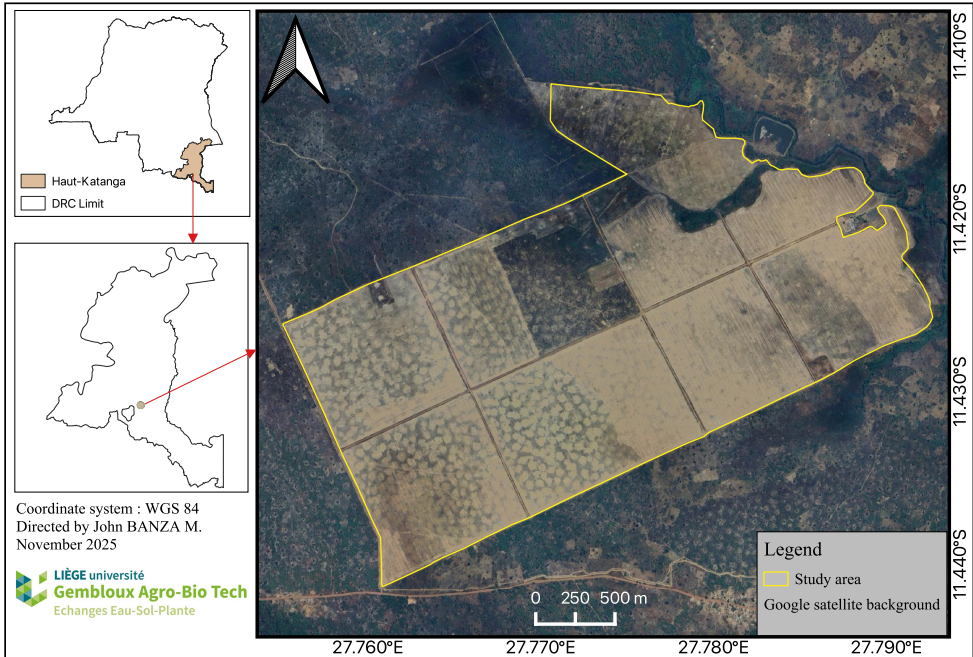 Haut-Katanga
DRC Limit
Coordinate system : WGS 84
Directed by John BANZA M.
November 2025
LIÈGE université
Gembloux Agro-Bio Tech
Echanges Eau-Sol-Plante
11.410°S
11.420°S
11.430°S
11.440°S
Legend
Study area
Google satellite background
0 250 500 m
27.760°E 27.770°E 27.780°E 27.790°E